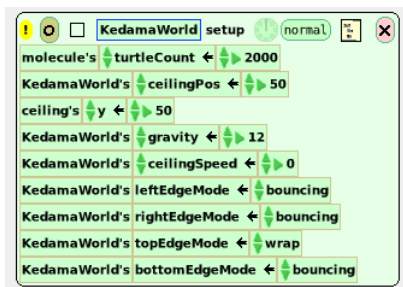 ! O KedamaWorld setup normal
molecule's turtleCount ← 2000
KedamaWorld's ceilingPos ← 50
ceiling's y ← 50
KedamaWorld's gravity ← 12
KedamaWorld's ceilingSpeed ← 0
KedamaWorld's leftEdgeMode ← bouncing
KedamaWorld's rightEdgeMode ← bouncing
KedamaWorld's topEdgeMode ← wrap
KedamaWorld's bottomEdgeMode ← bouncing